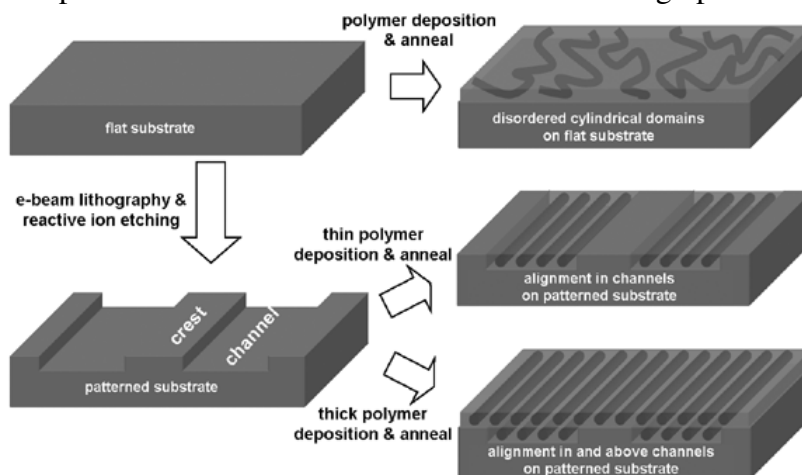 polymer deposition
& anneal
flat substrate
disordered cylindrical domains
on flat substrate
e-beam lithography &
reactive ion etching
thin polymer
deposition & anneal
alignment in channels
on patterned substrate
crest
channel
patterned substrate
thick polymer
deposition & anneal
alignment in and above channels
on patterned substrate